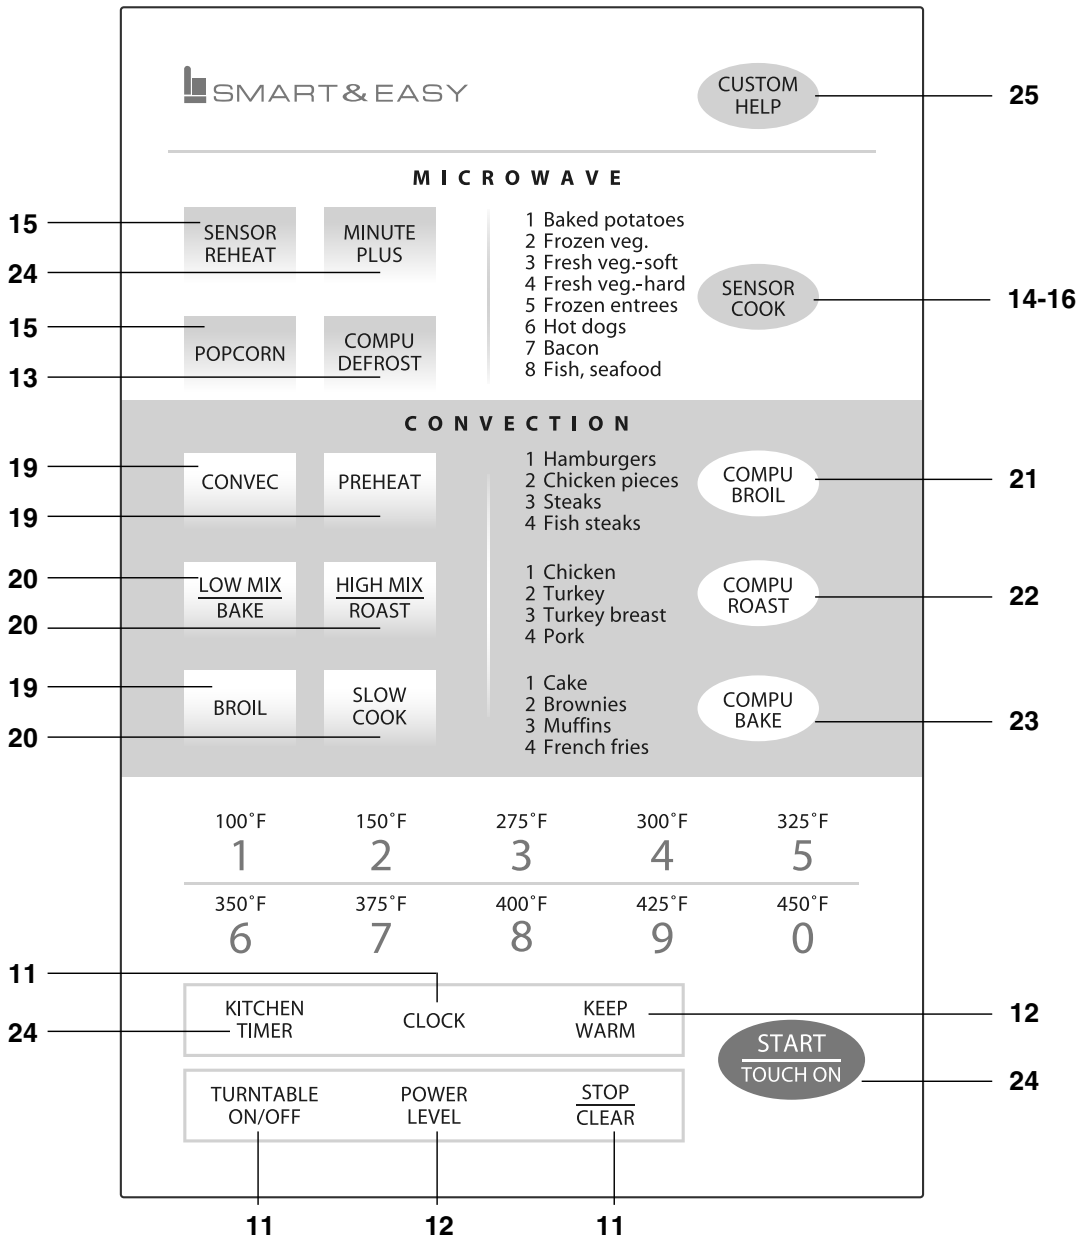 SMART & EASY
CUSTOM
HELP
25
MICROWAVE
15
SENSOR
REHEAT
MINUTE
PLUS
24
1 Baked potatoes
2 Frozen veg.
3 Fresh veg.-soft
4 Fresh veg.-hard
5 Frozen entrees
6 Hot dogs
7 Bacon
8 Fish, seafood
SENSOR
COOK
14-16
15
POPCORN
COMPU
DEFROST
13
CONVECTION
19
CONVEC
PREHEAT
19
1 Hamburgers
2 Chicken pieces
3 Steaks
4 Fish steaks
COMPU
BROIL
21
20
LOW MIX
BAKE
HIGH MIX
ROAST
20
1 Chicken
2 Turkey
3 Turkey breast
4 Pork
COMPU
ROAST
22
19
BROIL
SLOW
COOK
20
1 Cake
2 Brownies
3 Muffins
4 French fries
COMPU
BAKE
23
100˚F 150˚F 275˚F 300˚F 325˚F
1 2 3 4 5
350˚F 375˚F 400˚F 425˚F 450˚F
6 7 8 9 0
11
KITCHEN
TIMER
24
CLOCK
KEEP
WARM
12
START
TOUCH ON
24
TURNTABLE
ON/OFF
POWER
LEVEL
STOP
CLEAR
11 12 11